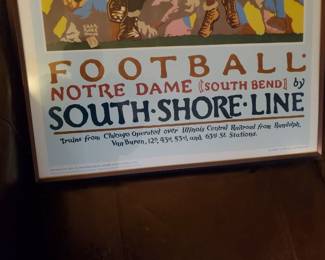 FOOTBALL
NOTRE DAME (SOUTH BEND) by
SOUTH·SHORE·LINE
Trains from Chicago Operated over Illinois Central Railroad from Randolph,
Van Buren, 12th, 43rd, 53rd, and 63rd St. Stations.